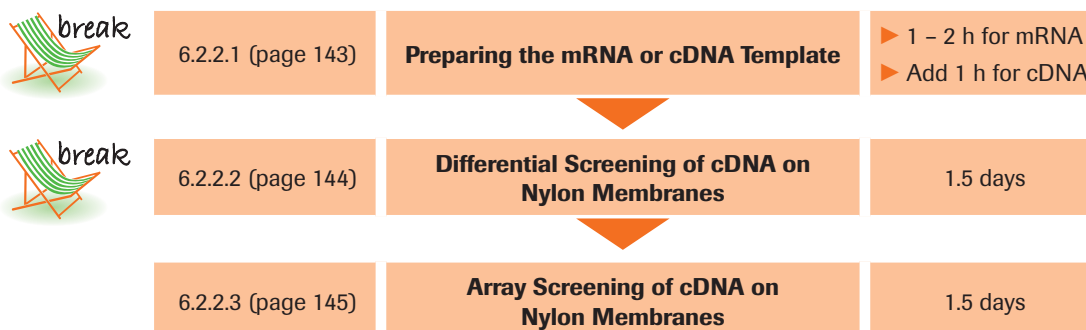 break
6.2.2.1 (page 143)
Preparing the mRNA or cDNA Template
▶ 1 – 2 h for mRNA
▶ Add 1 h for cDNA
break
6.2.2.2 (page 144)
Differential Screening of cDNA on
Nylon Membranes
1.5 days
6.2.2.3 (page 145)
Array Screening of cDNA on
Nylon Membranes
1.5 days